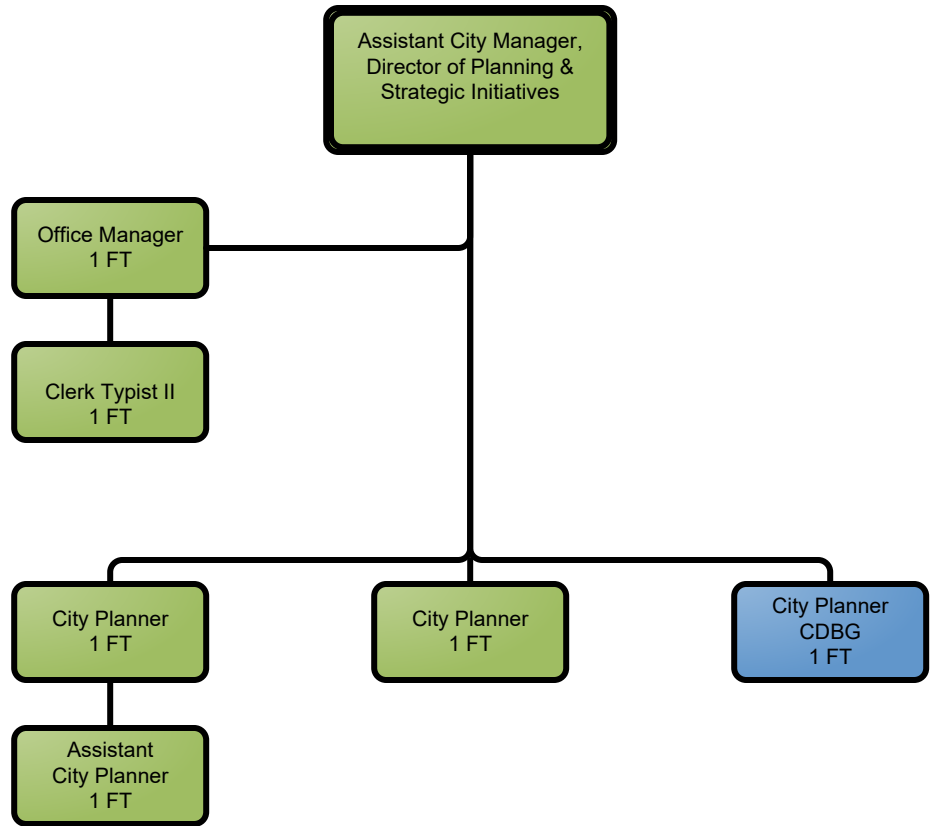 Assistant City Manager,
Director of Planning &
Strategic Initiatives
Office Manager
1 FT
Clerk Typist II
1 FT
City Planner
1 FT
City Planner
1 FT
City Planner
CDBG
1 FT
Assistant
City Planner
1 FT